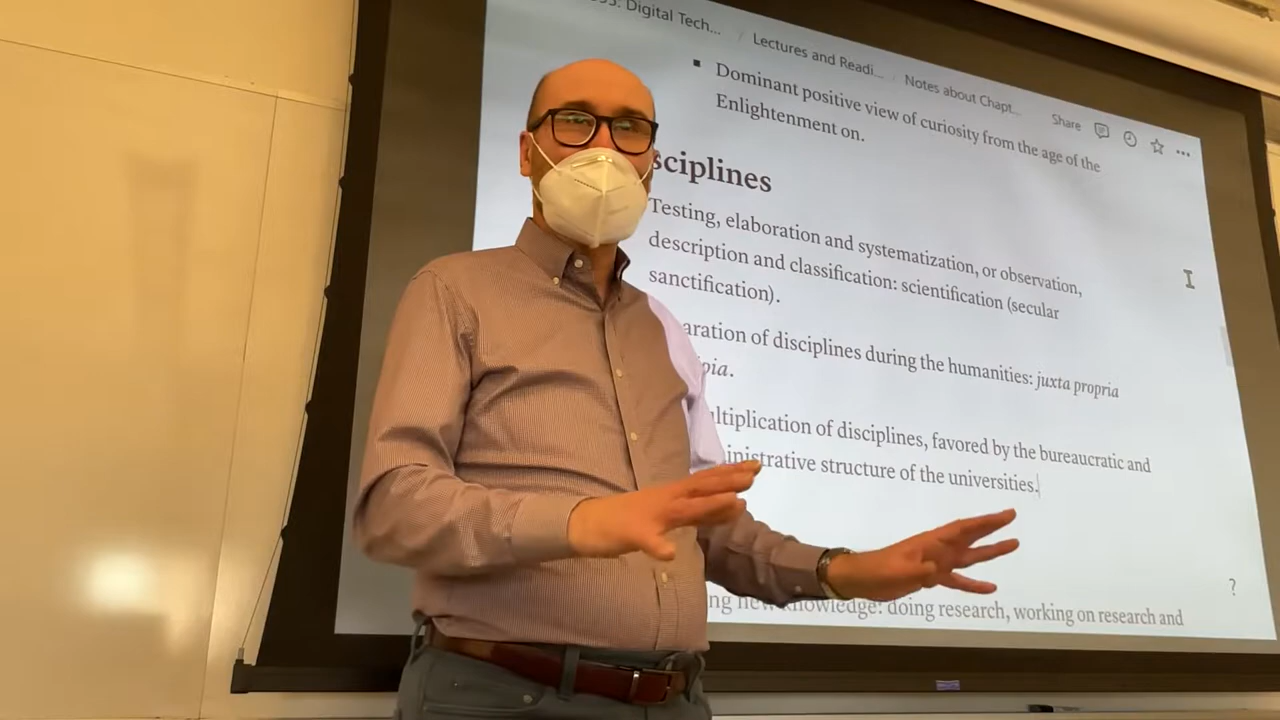 Digital Tech... / Lectures and Readi... / Notes about Chapt...
Share
▪ Dominant positive view of curiosity from the age of the
Enlightenment on.
sciplines
Testing, elaboration and systematization, or observation,
description and classification: scientification (secular
sanctification).
aration of disciplines during the humanities: juxta propria
pia.
ltiplication of disciplines, favored by the bureaucratic and
inistrative structure of the universities.
?
ng new knowledge: doing research, working on research and